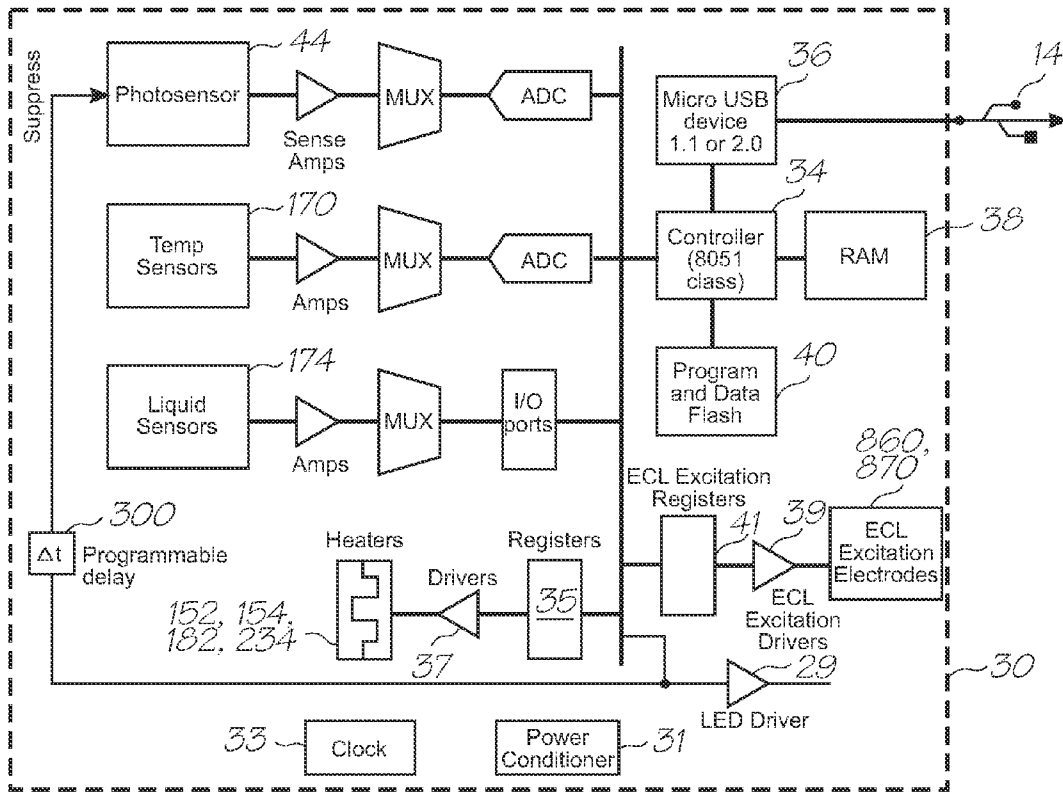 Suppress
44
Photosensor
Sense
Amps
MUX
ADC
36
Micro USB
device
1.1 or 2.0
14
170
Temp
Sensors
Amps
MUX
ADC
34
Controller
(8051
class)
38
RAM
174
Liquid
Sensors
Amps
MUX
I/O
ports
Program
and Data
Flash
40
860,
870
ECL Excitation
Registers
41
39
ECL
Excitation
Electrodes
ECL
Excitation
Drivers
300
Δt
Programmable
delay
Heaters
152, 154,
182, 234
Drivers
37
Registers
35
29
LED Driver
30
33
Clock
Power
Conditioner
31